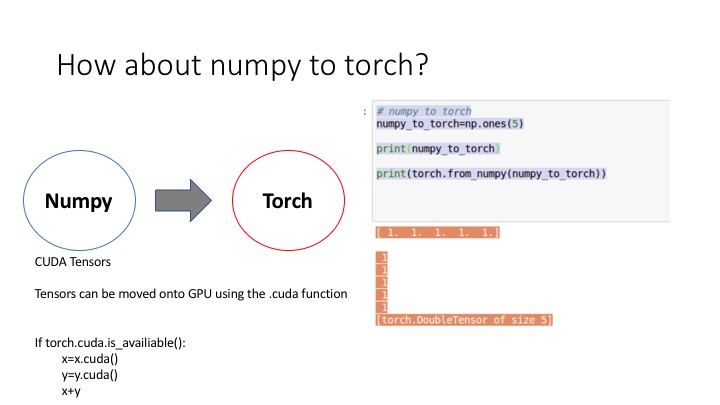 How about numpy to torch?
Numpy
Torch
CUDA Tensors
Tensors can be moved onto GPU using the .cuda function
If torch.cuda.is_availiable():
x=x.cuda()
y=y.cuda()
x+y
:
# numpy to torch
numpy_to_torch=np.ones(5)
print(numpy_to_torch)
print(torch.from_numpy(numpy_to_torch))
[ 1.  1.  1.  1.  1.]
1
1
1
1
1
[torch.DoubleTensor of size 5]